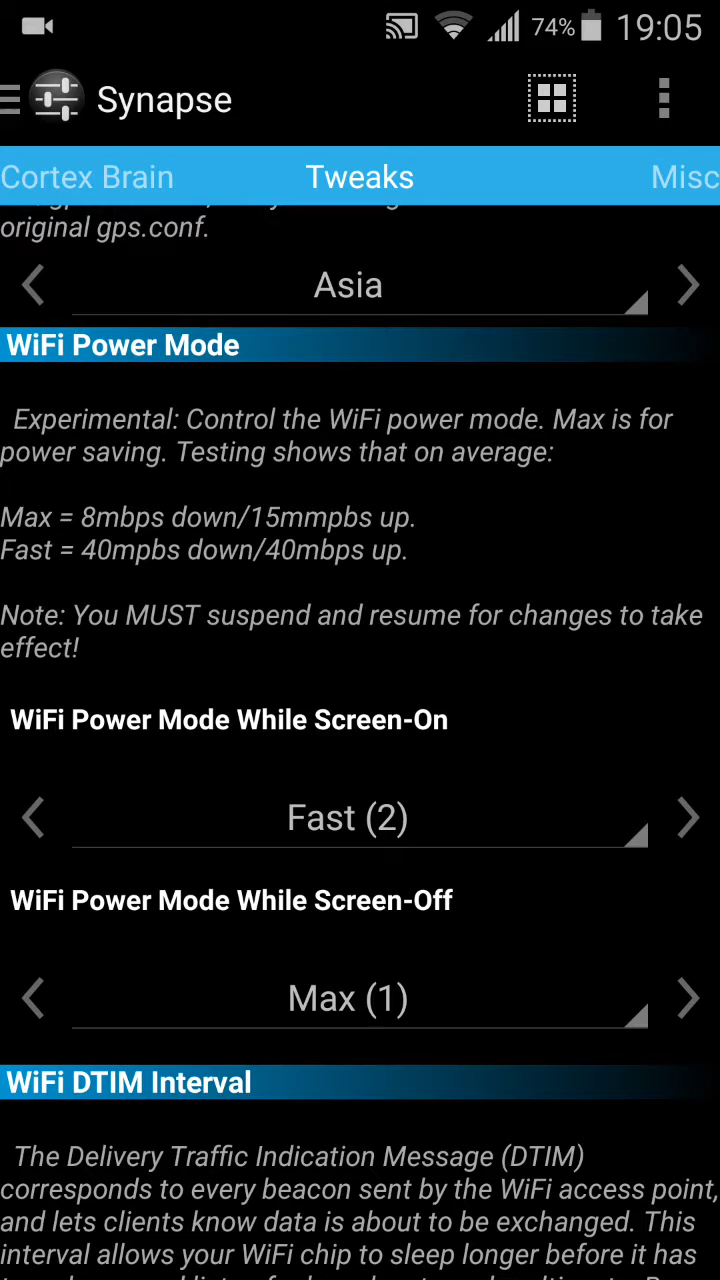 74% 19:05
Synapse
Cortex Brain Tweaks Misc
original gps.conf.
Asia
WiFi Power Mode
Experimental: Control the WiFi power mode. Max is for
power saving. Testing shows that on average:
Max = 8mbps down/15mmpbs up.
Fast = 40mpbs down/40mbps up.
Note: You MUST suspend and resume for changes to take
effect!
WiFi Power Mode While Screen-On
Fast (2)
WiFi Power Mode While Screen-Off
Max (1)
WiFi DTIM Interval
The Delivery Traffic Indication Message (DTIM)
corresponds to every beacon sent by the WiFi access point,
and lets clients know data is about to be exchanged. This
interval allows your WiFi chip to sleep longer before it has